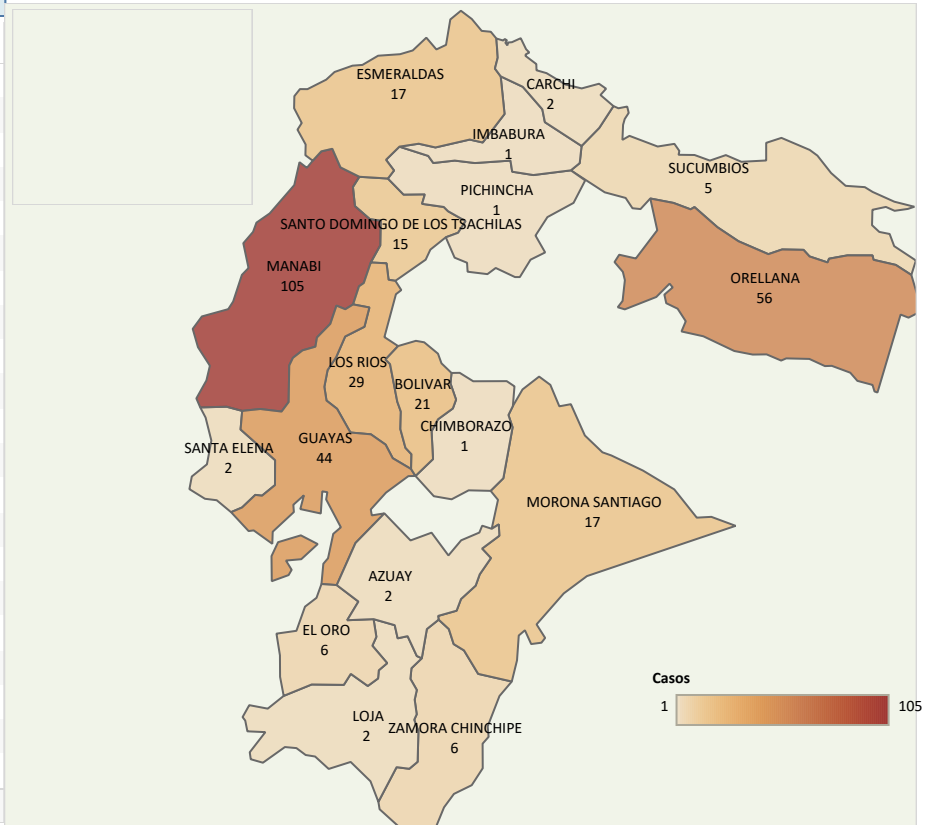 ESMERALDAS
17
CARCHI
2
IMBABURA
1
SUCUMBIOS
5
PICHINCHA
1
SANTO DOMINGO DE LOS TSACHILAS
15
MANABI
105
ORELLANA
56
LOS RIOS
29
BOLIVAR
21
CHIMBORAZO
1
SANTA ELENA
2
GUAYAS
44
MORONA SANTIAGO
17
AZUAY
2
EL ORO
6
LOJA
2
ZAMORA CHINCHIPE
6
Casos
1
105